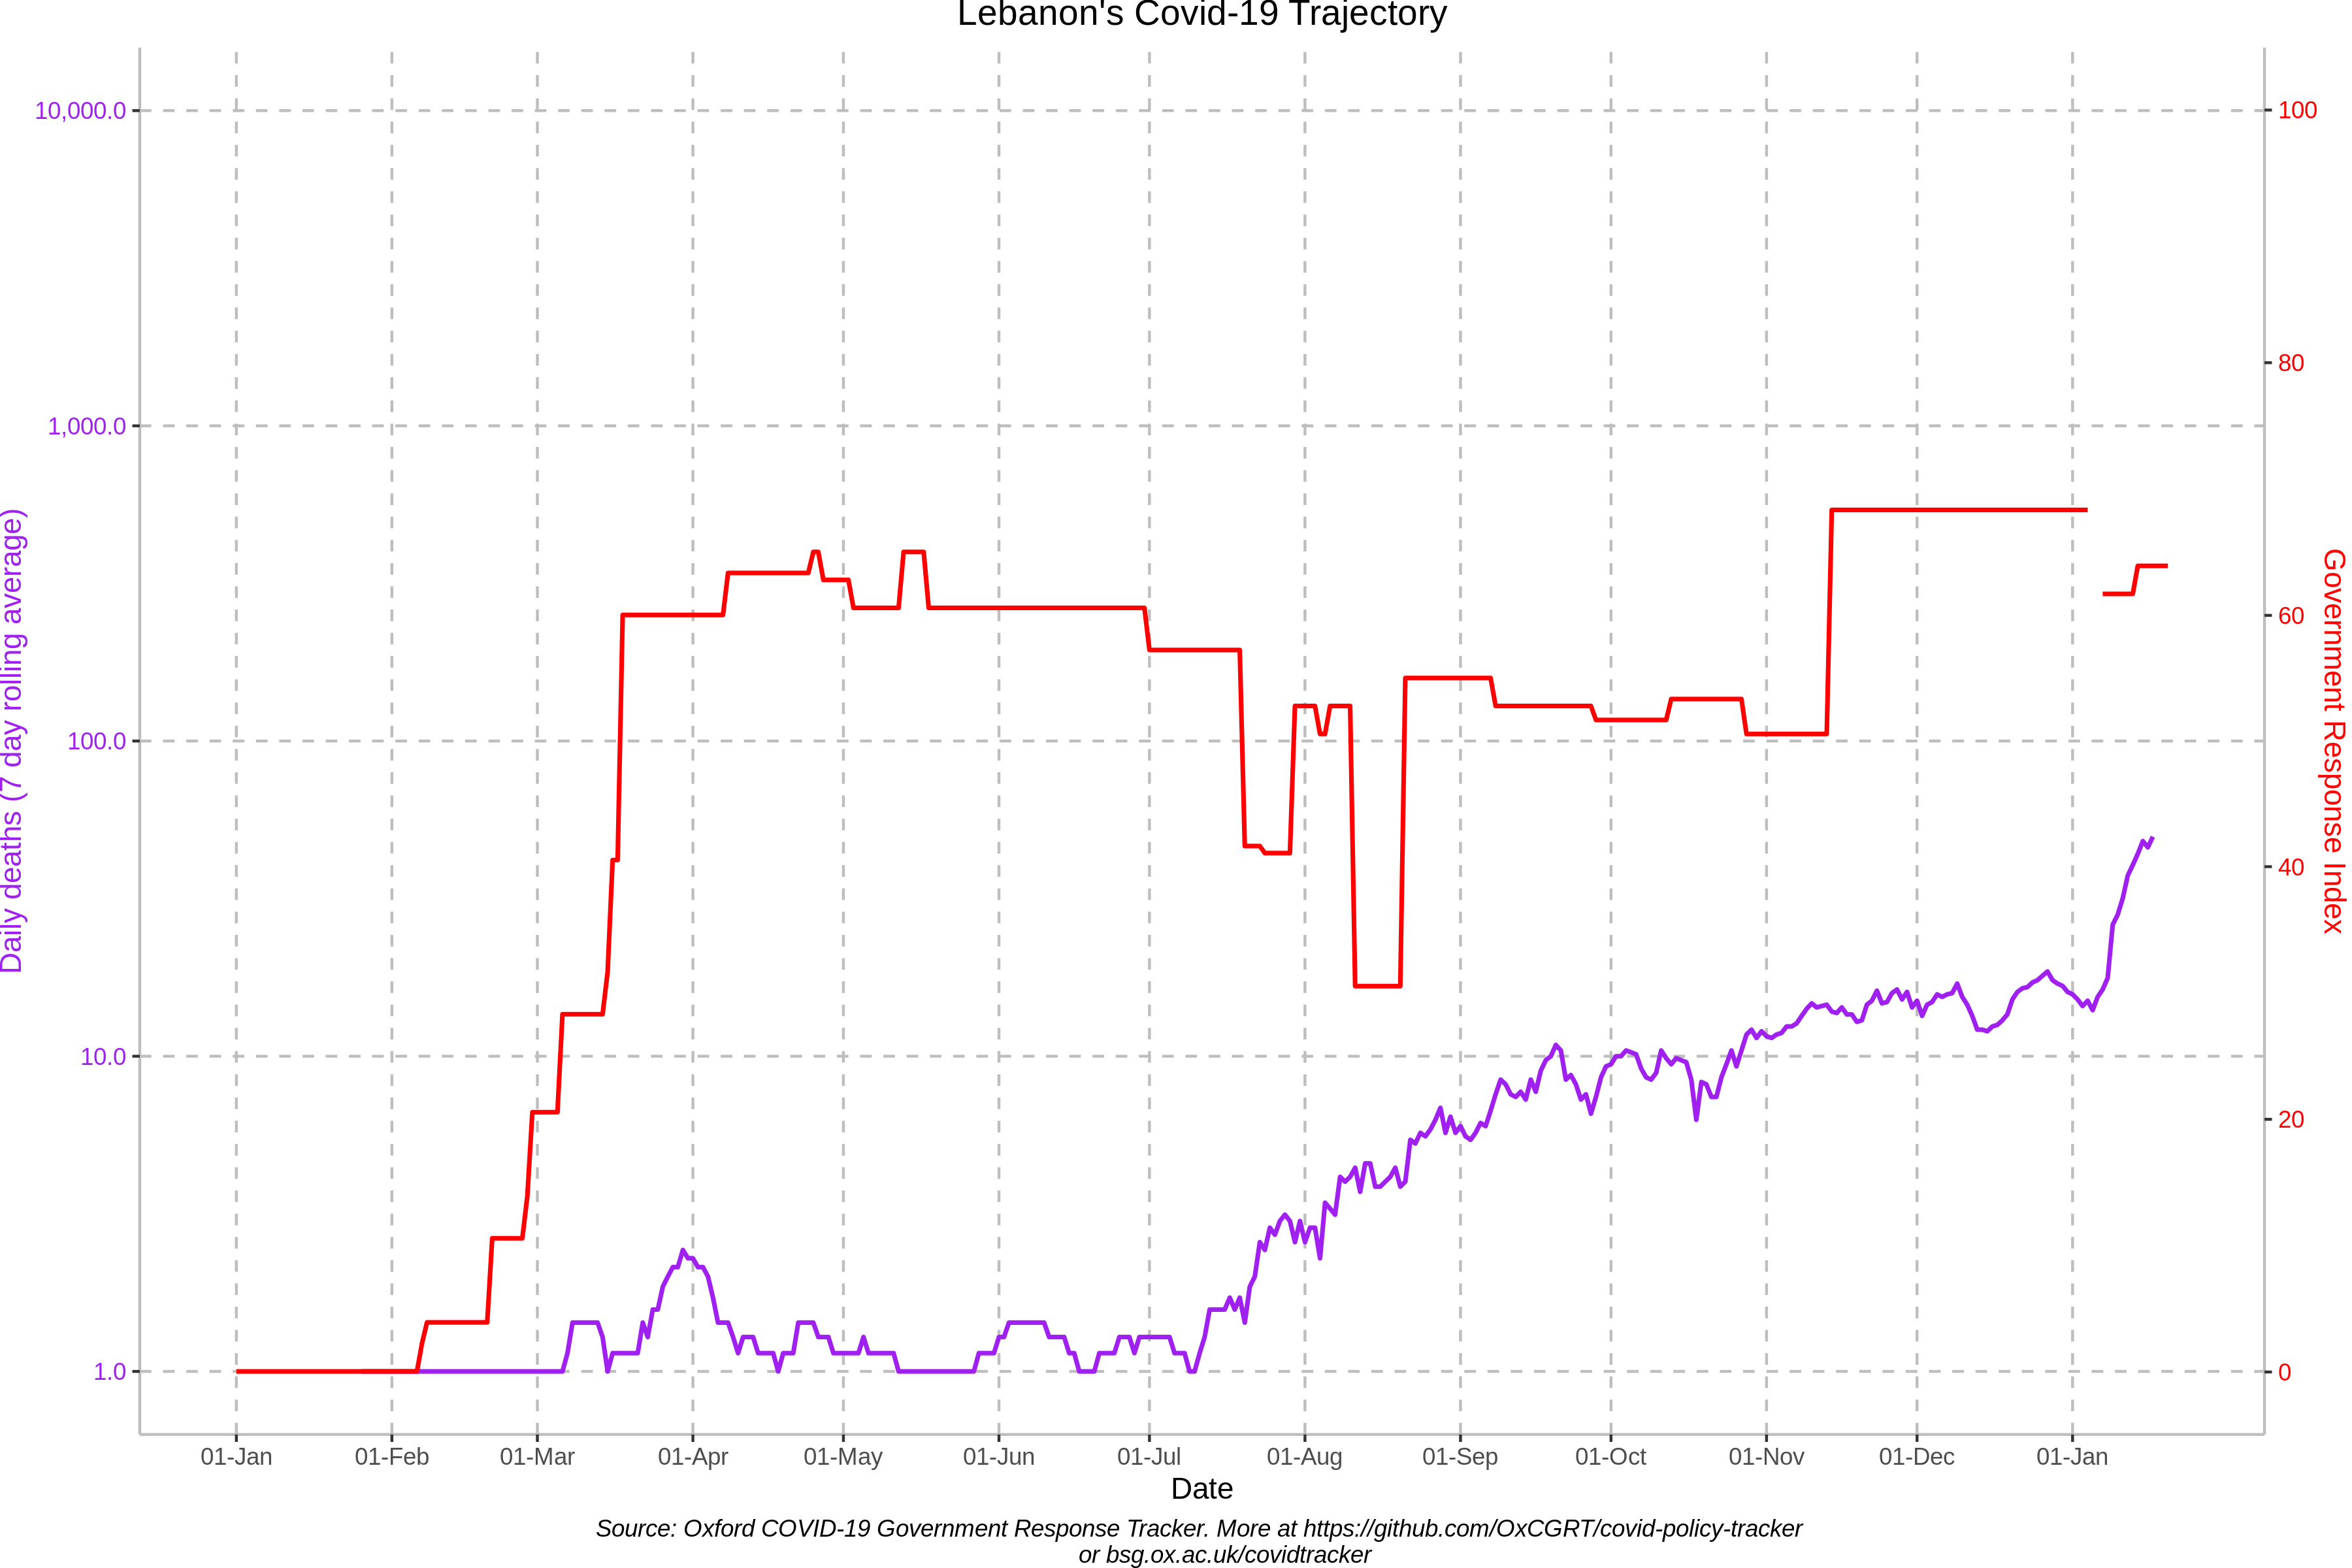 Lebanon's Covid-19 Trajectory
10,000.0
1,000.0
100.0
10.0
1.0
Daily deaths (7 day rolling average)
100
80
60
40
20
0
Government Response Index
01-Jan 01-Feb 01-Mar 01-Apr 01-May 01-Jun 01-Jul 01-Aug 01-Sep 01-Oct 01-Nov 01-Dec 01-Jan
Date
Source: Oxford COVID-19 Government Response Tracker. More at https://github.com/OxCGRT/covid-policy-tracker
or bsg.ox.ac.uk/covidtracker